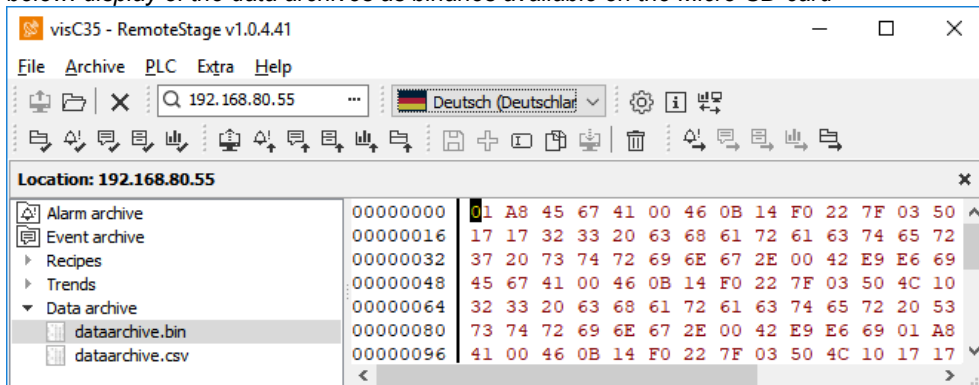 below: display of the data archives as binaries available on the Micro SD-card
visC35 - RemoteStage v1.0.4.41
File Archive PLC Extra Help
192.168.80.55 ... Deutsch (Deutschlar
Location: 192.168.80.55
Alarm archive
Event archive
Recipes
Trends
Data archive
dataarchive.bin
dataarchive.csv
00000000 01 A8 45 67 41 00 46 0B 14 F0 22 7F 03 50
00000016 17 17 32 33 20 63 68 61 72 61 63 74 65 72
00000032 37 20 73 74 72 69 6E 67 2E 00 42 E9 E6 69
00000048 45 67 41 00 46 0B 14 F0 22 7F 03 50 4C 10
00000064 32 33 20 63 68 61 72 61 63 74 65 72 20 53
00000080 73 74 72 69 6E 67 2E 00 42 E9 E6 69 01 A8
00000096 41 00 46 0B 14 F0 22 7F 03 50 4C 10 17 17